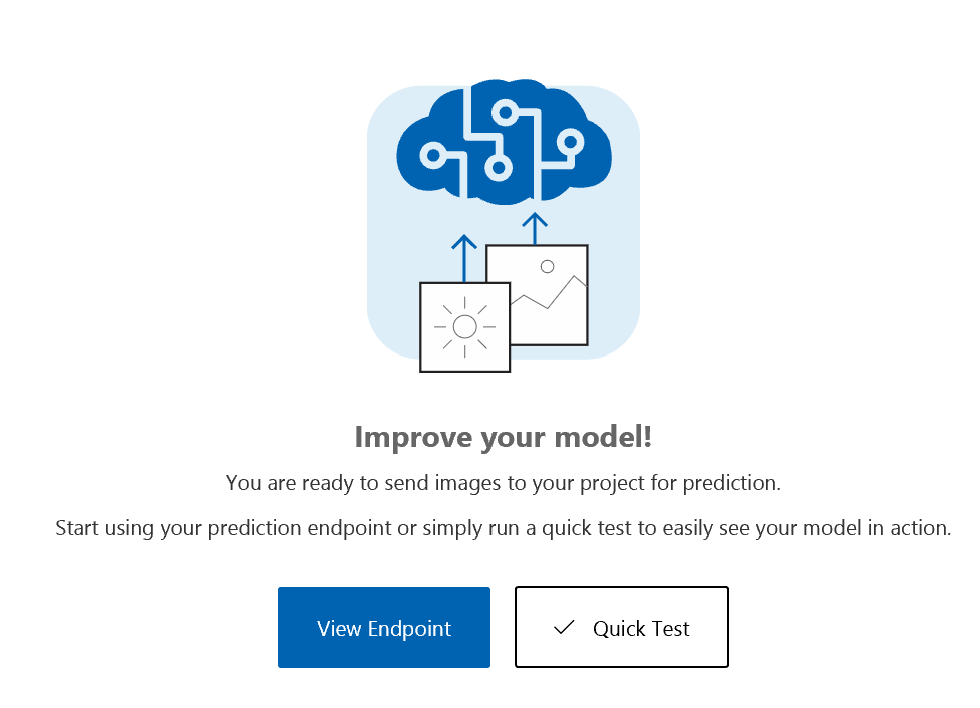 Improve your model!
You are ready to send images to your project for prediction.
Start using your prediction endpoint or simply run a quick test to easily see your model in action.
View Endpoint
Quick Test